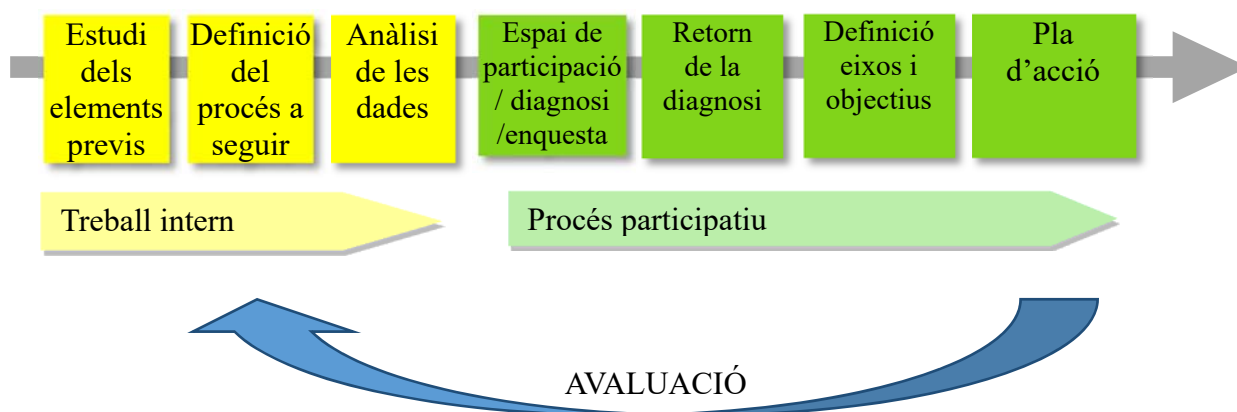 Estudi
dels
elements
previs
Definició
del
procés a
seguir
Anàlisi
de les
dades
Espai de
participació
/ diagnosi
/enquesta
Retorn
de la
diagnosi
Definició
eixos i
objectius
Pla
d’acció
Treball intern
Procés participatiu
AVALUACIÓ